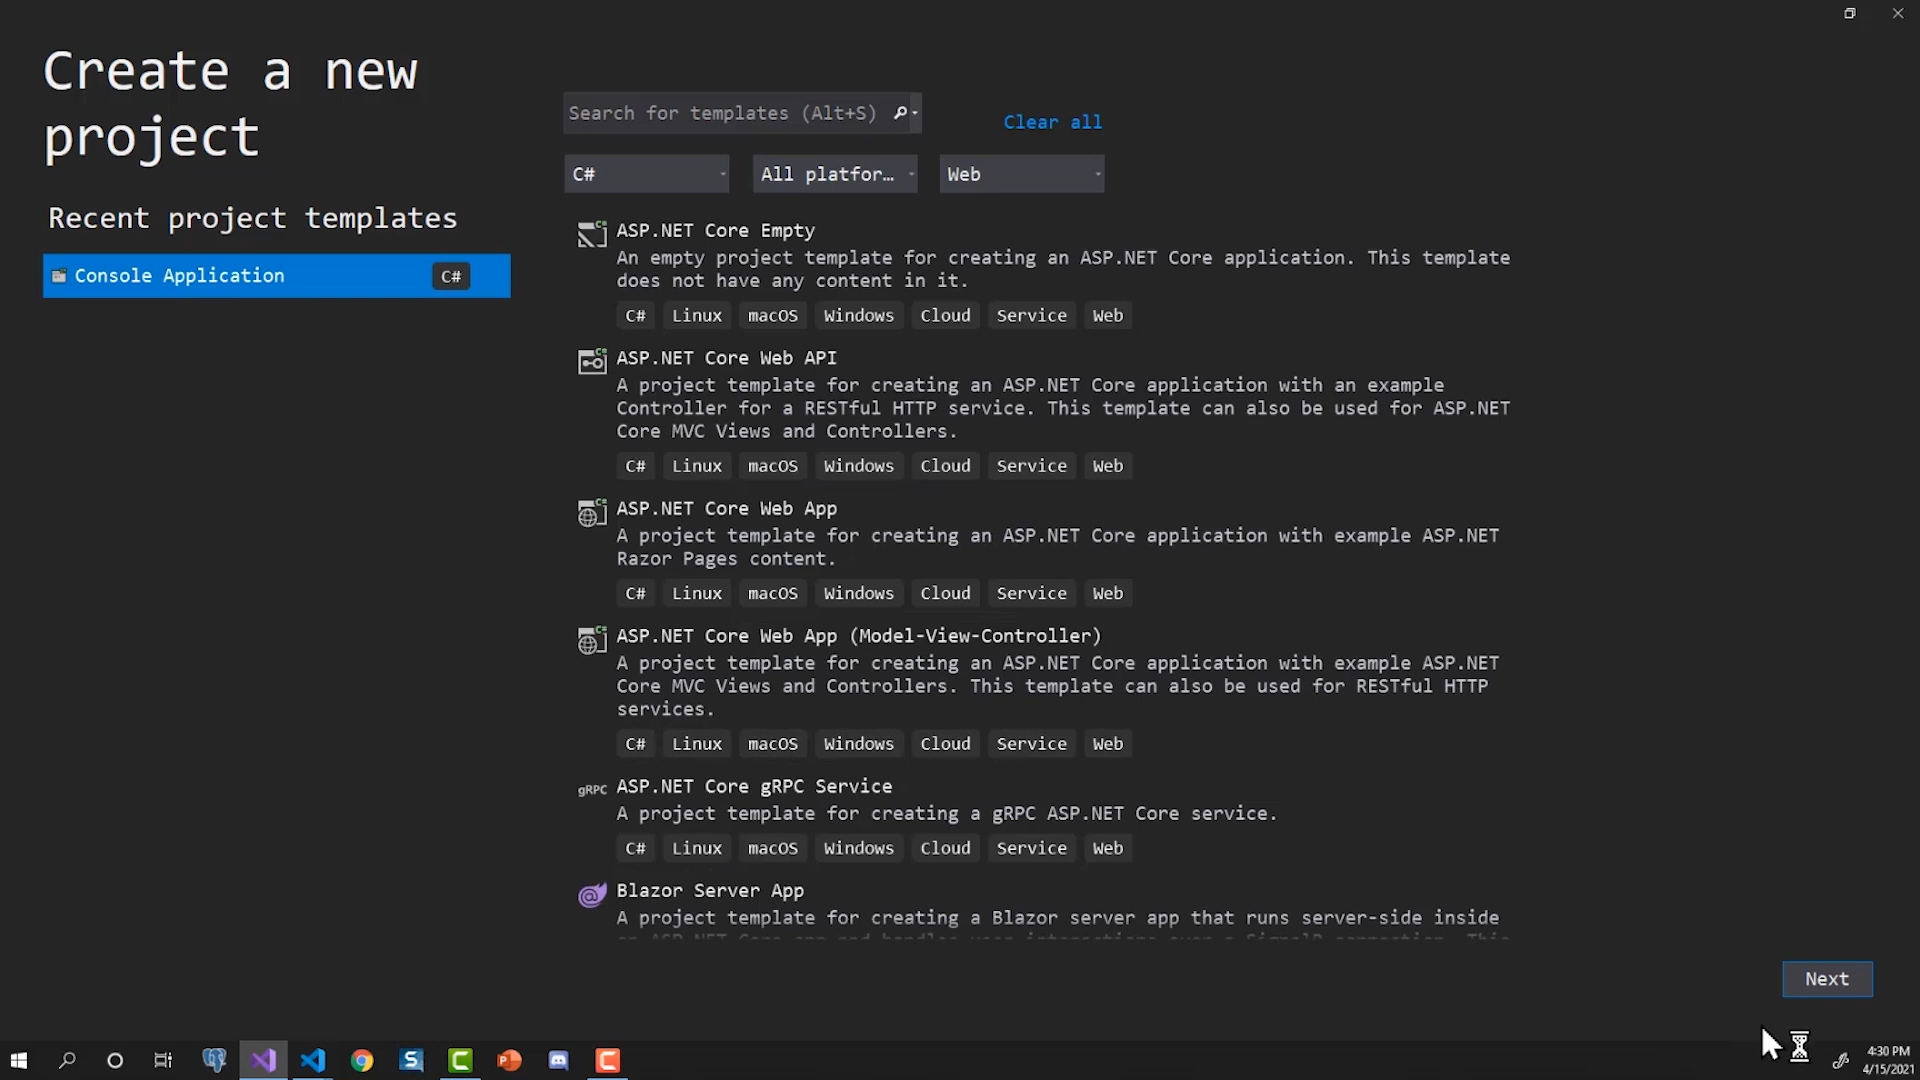 Create a new
project
Search for templates (Alt+S)
Clear all
C#
All platfor...
Web
Recent project templates
Console Application
C#
ASP.NET Core Empty
An empty project template for creating an ASP.NET Core application. This template
does not have any content in it.
C# Linux macOS Windows Cloud Service Web
ASP.NET Core Web API
A project template for creating an ASP.NET Core application with an example
Controller for a RESTful HTTP service. This template can also be used for ASP.NET
Core MVC Views and Controllers.
C# Linux macOS Windows Cloud Service Web
ASP.NET Core Web App
A project template for creating an ASP.NET Core application with example ASP.NET
Razor Pages content.
C# Linux macOS Windows Cloud Service Web
ASP.NET Core Web App (Model-View-Controller)
A project template for creating an ASP.NET Core application with example ASP.NET
Core MVC Views and Controllers. This template can also be used for RESTful HTTP
services.
C# Linux macOS Windows Cloud Service Web
gRPC ASP.NET Core gRPC Service
A project template for creating a gRPC ASP.NET Core service.
C# Linux macOS Windows Cloud Service Web
Blazor Server App
A project template for creating a Blazor server app that runs server-side inside
Next
4:30 PM
4/15/2021